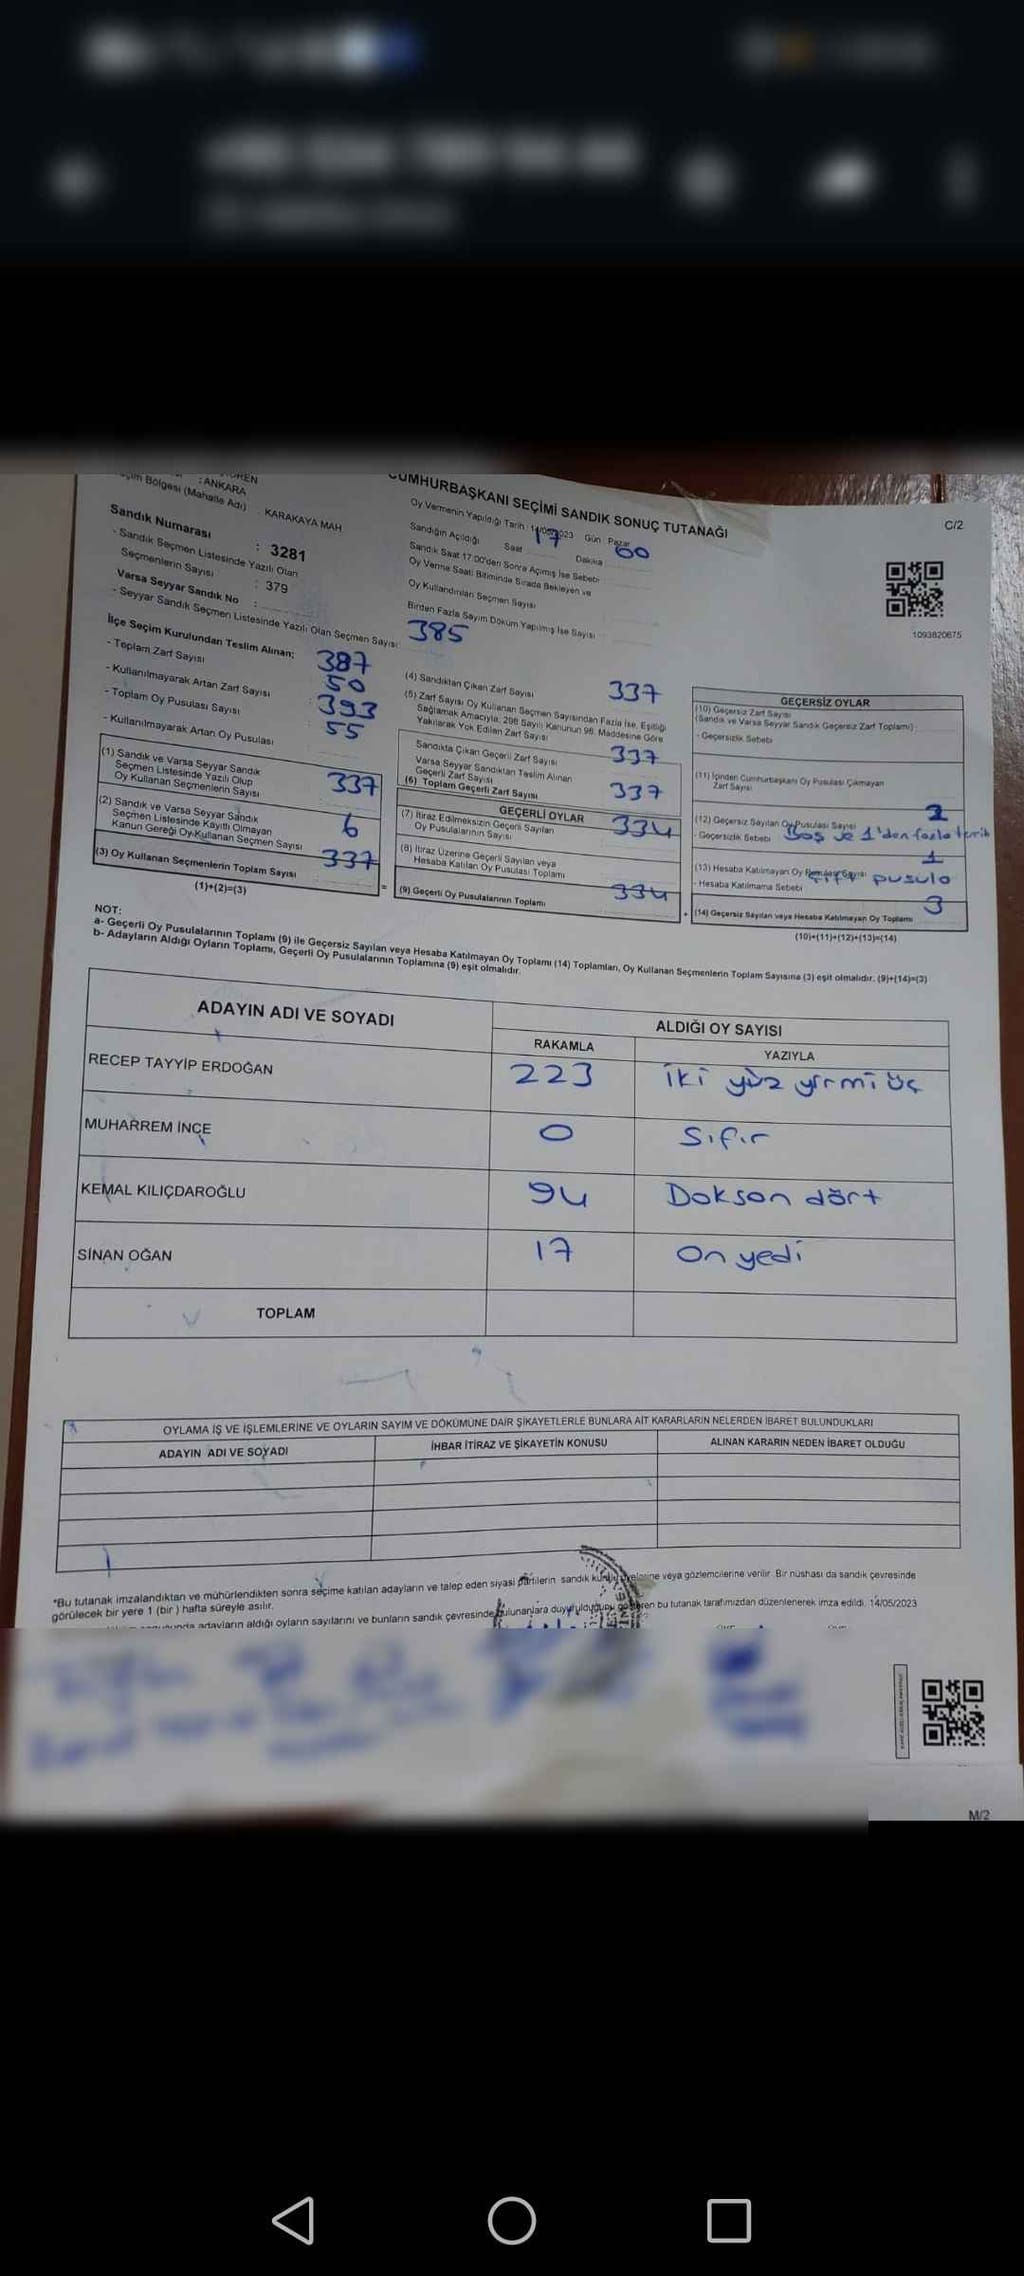 : ANKARA
Seçim Bölgesi (Mahalle Adı) : KARAKAYA MAH
Sandık Numarası : 3281
- Sandık Seçmen Listesinde Yazılı Olan
Seçmenlerin Sayısı : 379
Varsa Seyyar Sandık No :
- Seyyar Sandık Seçmen Listesinde Yazılı Olan Seçmen Sayısı :
CUMHURBAŞKANI SEÇİMİ SANDIK SONUÇ TUTANAĞI
C/2
Oy Vermenin Yapıldığı Tarih : 14/05/2023 Gün : Pazar
Sandığın Açıldığı Saat 17 Dakika 00
Sandık Saat 17:00'den Sonra Açılmış İse Sebebi
Oy Verme Saati Bitiminde Sırada Bekleyen ve
Oy Kullandırılan Seçmen Sayısı
Birden Fazla Sayım Döküm Yapılmış İse Sayısı
385
1093820675
İlçe Seçim Kurulundan Teslim Alınan;
- Toplam Zarf Sayısı 387
- Kullanılmayarak Artan Zarf Sayısı 50
- Toplam Oy Pusulası Sayısı 393
- Kullanılmayarak Artan Oy Pusulası 55
(1) Sandık ve Varsa Seyyar Sandık
Seçmen Listesinde Yazılı Olup
Oy Kullanan Seçmenlerin Sayısı 337
(2) Sandık ve Varsa Seyyar Sandık
Seçmen Listesinde Kayıtlı Olmayan
Kanun Gereği Oy Kullanan Seçmen Sayısı 6
(3) Oy Kullanan Seçmenlerin Toplam Sayısı 337
(1)+(2)=(3)
(4) Sandıktan Çıkan Zarf Sayısı 337
(5) Zarf Sayısı Oy Kullanan Seçmen Sayısından Fazla İse, Eşitliği
Sağlamak Amacıyla, 298 Sayılı Kanunun 98. Maddesine Göre
Yakılarak Yok Edilen Zarf Sayısı
Sandıkta Çıkan Geçerli Zarf Sayısı 337
Varsa Seyyar Sandıktan Teslim Alınan
Geçerli Zarf Sayısı
(6) Toplam Geçerli Zarf Sayısı 337
GEÇERLİ OYLAR
(7) İtiraz Edilmeksizin Geçerli Sayılan
Oy Pusulalarının Sayısı 334
(8) İtiraz Üzerine Geçerli Sayılan veya
Hesaba Katılan Oy Pusulası Toplamı
(9) Geçerli Oy Pusulalarının Toplamı 334
GEÇERSİZ OYLAR
(10) Geçersiz Zarf Sayısı
(Sandık ve Varsa Seyyar Sandık Geçersiz Zarf Toplamı)
- Geçersizlik Sebebi
(11) İçinden Cumhurbaşkanı Oy Pusulası Çıkmayan
Zarf Sayısı
(12) Geçersiz Sayılan Oy Pusulası Sayısı 2
- Geçersizlik Sebebi Boş ve 1'den fazla tercih
(13) Hesaba Katılmayan Oy Pusulası Sayısı 1
- Hesaba Katılmama Sebebi Çift pusula
(14) Geçersiz Sayılan veya Hesaba Katılmayan Oy Toplamı 3
(10)+(11)+(12)+(13)=(14)
NOT:
a- Geçerli Oy Pusulalarının Toplamı (9) ile Geçersiz Sayılan veya Hesaba Katılmayan Oy Toplamı (14) Toplamları, Oy Kullanan Seçmenlerin Toplam Sayısına (3) eşit olmalıdır. (9)+(14)=(3)
b- Adayların Aldığı Oyların Toplamı, Geçerli Oy Pusulalarının Toplamına (9) eşit olmalıdır.
ADAYIN ADI VE SOYADI
ALDIĞI OY SAYISI
RAKAMLA YAZIYLA
RECEP TAYYİP ERDOĞAN 223 iki yüz yirmi üç
MUHARREM İNCE 0 Sıfır
KEMAL KILIÇDAROĞLU 94 Doksan dört
SİNAN OĞAN 17 On yedi
TOPLAM
OYLAMA İŞ VE İŞLEMLERİNE VE OYLARIN SAYIM VE DÖKÜMÜNE DAİR ŞİKAYETLERLE BUNLARA AİT KARARLARIN NELERDEN İBARET BULUNDUKLARI
ADAYIN ADI VE SOYADI İHBAR İTİRAZ VE ŞİKAYETİN KONUSU ALINAN KARARIN NEDEN İBARET OLDUĞU
*Bu tutanak imzalandıktan ve mühürlendikten sonra seçime katılan adayların ve talep eden siyasi partilerin sandık kurulu üyelerine veya gözlemcilerine verilir. Bir nüshası da sandık çevresinde
görülecek bir yere 1 (bir) hafta süreyle asılır.
adayların aldığı oyların sayılarını ve bunların sandık çevresinde bulunanlara duyurulduğunu gösteren bu tutanak tarafımızdan düzenlenerek imza edildi. 14/05/2023
M/2